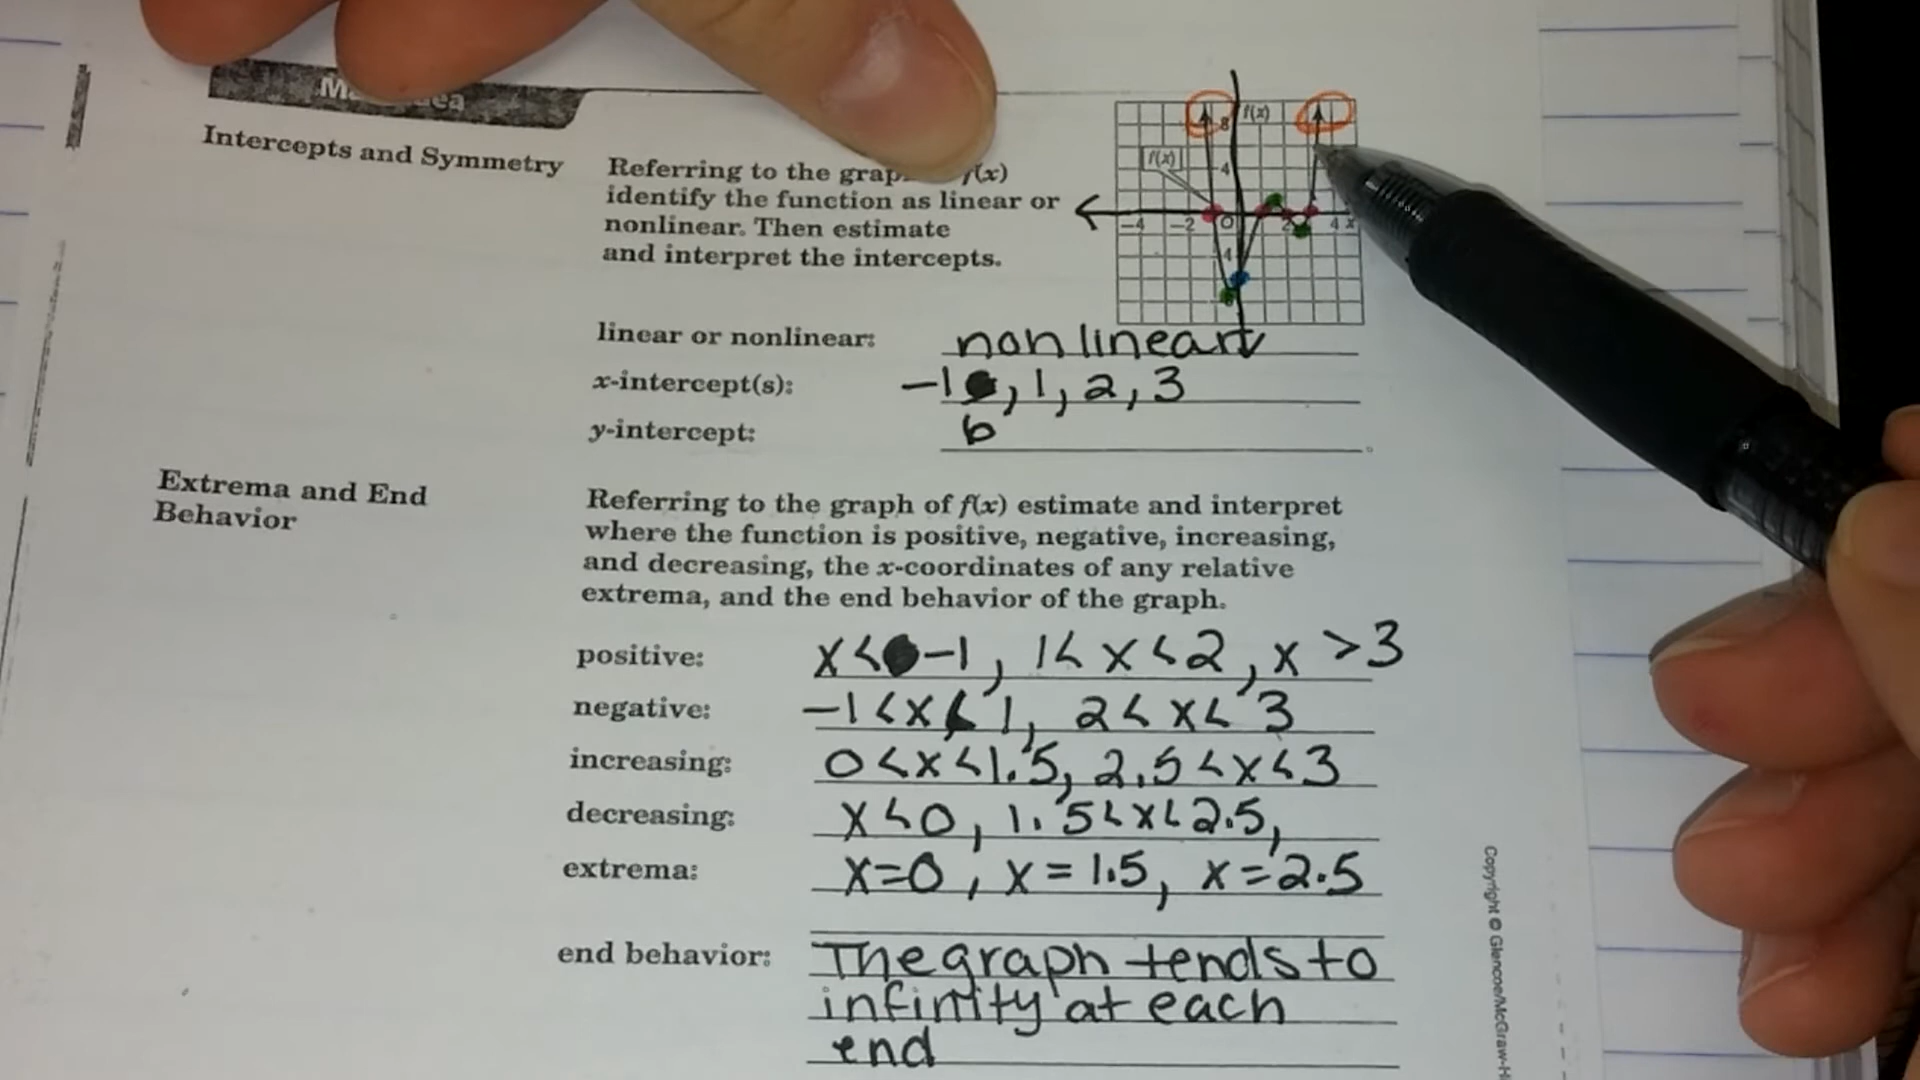 Intercepts and Symmetry
Referring to the graph f(x)
identify the function as linear or
nonlinear. Then estimate
and interpret the intercepts.
f(x)
8
f(x)
4
-4
-2
O
2
4
x
4
linear or nonlinear:
nonlinear
x-intercept(s):
-1, 1, 2, 3
y-intercept:
6
Extrema and End
Behavior
Referring to the graph of f(x) estimate and interpret
where the function is positive, negative, increasing,
and decreasing, the x-coordinates of any relative
extrema, and the end behavior of the graph.
positive:
x<-1, 1<x<2, x>3
negative:
-1<x<1, 2<x<3
increasing:
0<x<1.5, 2.5<x<3
decreasing:
x<0, 1.5<x<2.5,
extrema:
x=0, x=1.5, x=2.5
end behavior:
The graph tends to
infinity at each
end
Copyright © Glencoe/McGraw-H